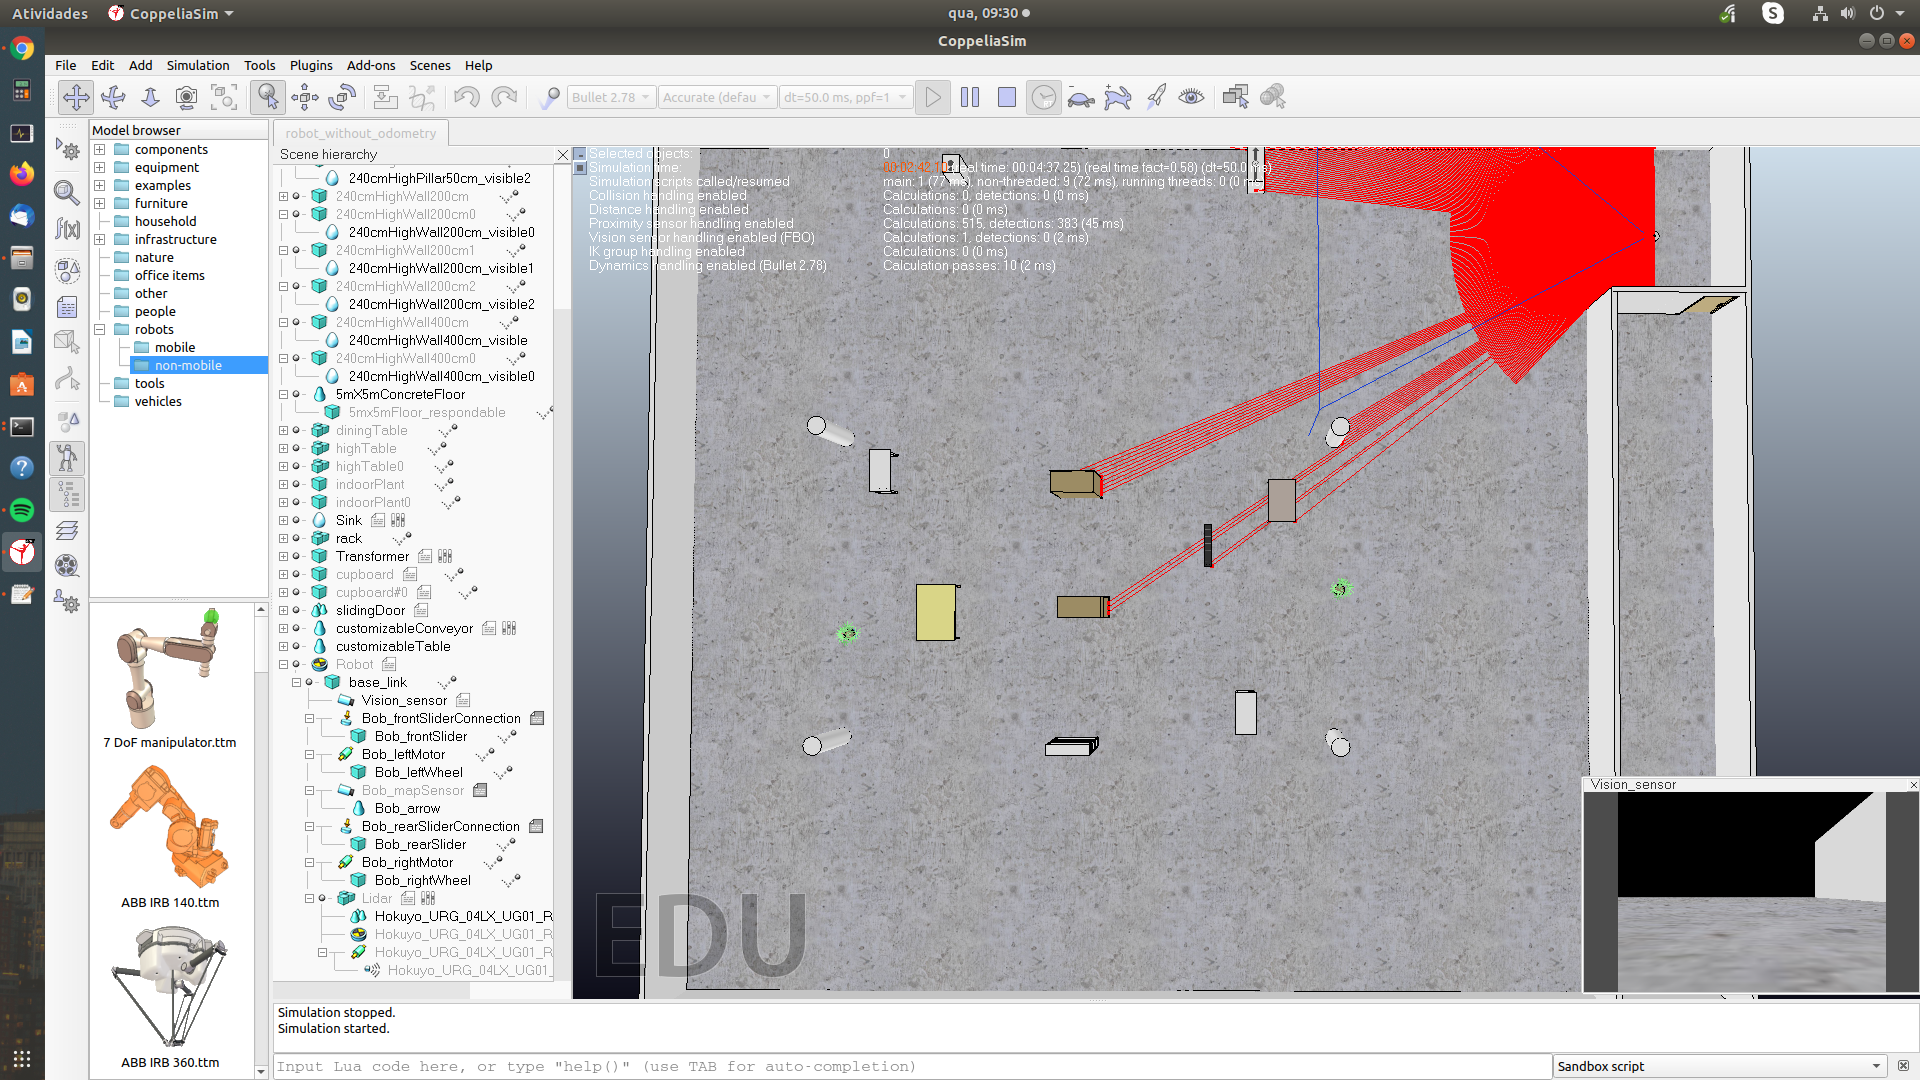 Atividades
CoppeliaSim
qua, 09:30
CoppeliaSim
File Edit Add Simulation Tools Plugins Add-ons Scenes Help
Bullet 2.78
Accurate (defau
dt=50.0 ms, ppf=1
Model browser
components
equipment
examples
furniture
household
infrastructure
nature
office items
other
people
robots
mobile
non-mobile
tools
vehicles
7 DoF manipulator.ttm
ABB IRB 140.ttm
ABB IRB 360.ttm
robot_without_odometry
Scene hierarchy
240cmHighPillar50cm_visible2
240cmHighWall200cm
240cmHighWall200cm0
240cmHighWall200cm_visible0
240cmHighWall200cm1
240cmHighWall200cm_visible1
240cmHighWall200cm2
240cmHighWall200cm_visible2
240cmHighWall400cm
240cmHighWall400cm_visible
240cmHighWall400cm0
240cmHighWall400cm_visible0
5mX5mConcreteFloor
5mx5mFloor_respondable
diningTable
highTable
highTable0
indoorPlant
indoorPlant0
Sink
rack
Transformer
cupboard
cupboard#0
slidingDoor
customizableConveyor
customizableTable
Robot
base_link
Vision_sensor
Bob_frontSliderConnection
Bob_frontSlider
Bob_leftMotor
Bob_leftWheel
Bob_mapSensor
Bob_arrow
Bob_rearSliderConnection
Bob_rearSlider
Bob_rightMotor
Bob_rightWheel
Lidar
Hokuyo_URG_04LX_UG01_R
Hokuyo_URG_04LX_UG01_R
Hokuyo_URG_04LX_UG01_R
Hokuyo_URG_04LX_UG01_
Selected objects: 0
Simulation time: real time: 00:04:37.25) (real time fact=0.58) (dt=50.0
Simulation scripts called/resumed main: 1 (77 ms), non-threaded: 9 (72 ms), running threads: 0 (0
Collision handling enabled Calculations: 0, detections: 0 (0 ms)
Distance handling enabled Calculations: 0 (0 ms)
Proximity sensor handling enabled Calculations: 515, detections: 383 (45 ms)
Vision sensor handling enabled (FBO) Calculations: 1, detections: 0 (2 ms)
IK group handling enabled Calculations: 0 (0 ms)
Dynamics handling enabled (Bullet 2.78) Calculation passes: 10 (2 ms)
EDU
Vision_sensor
Simulation stopped.
Simulation started.
Input Lua code here, or type "help()" (use TAB for auto-completion)
Sandbox script